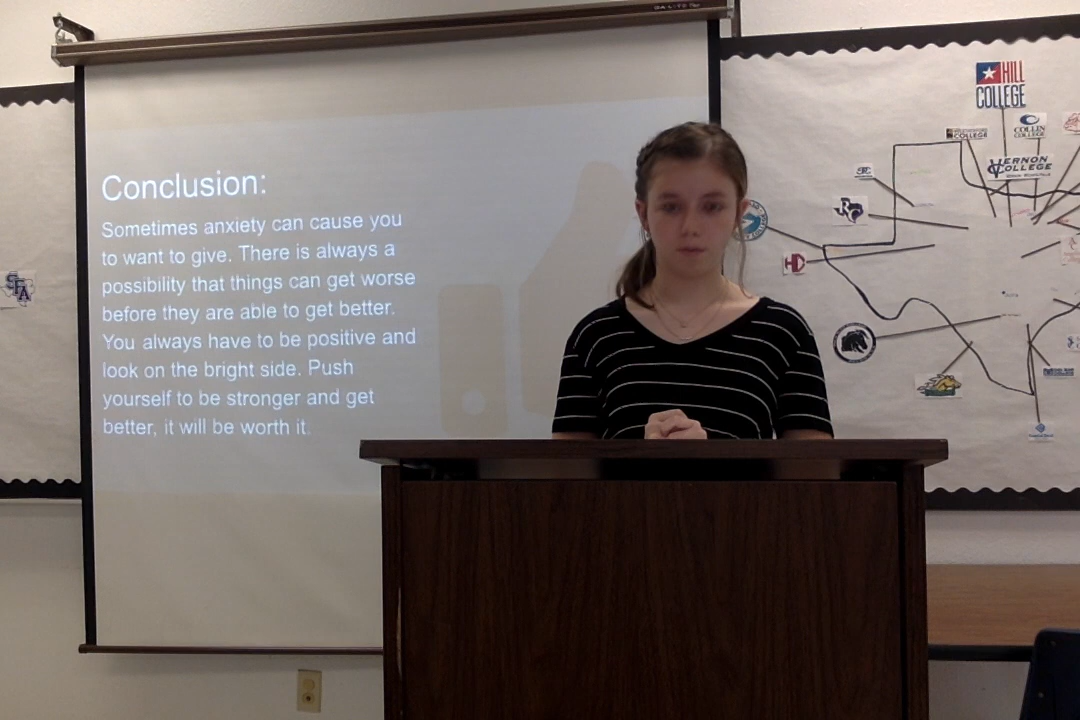 DA-LITE
Conclusion:
Sometimes anxiety can cause you
to want to give. There is always a
possibility that things can get worse
before they are able to get better.
You always have to be positive and
look on the bright side. Push
yourself to be stronger and get
better, it will be worth it.
SFA
HILL
COLLEGE
COLLEGE
COLLIN
COLLEGE
VERNON
COLLEGE